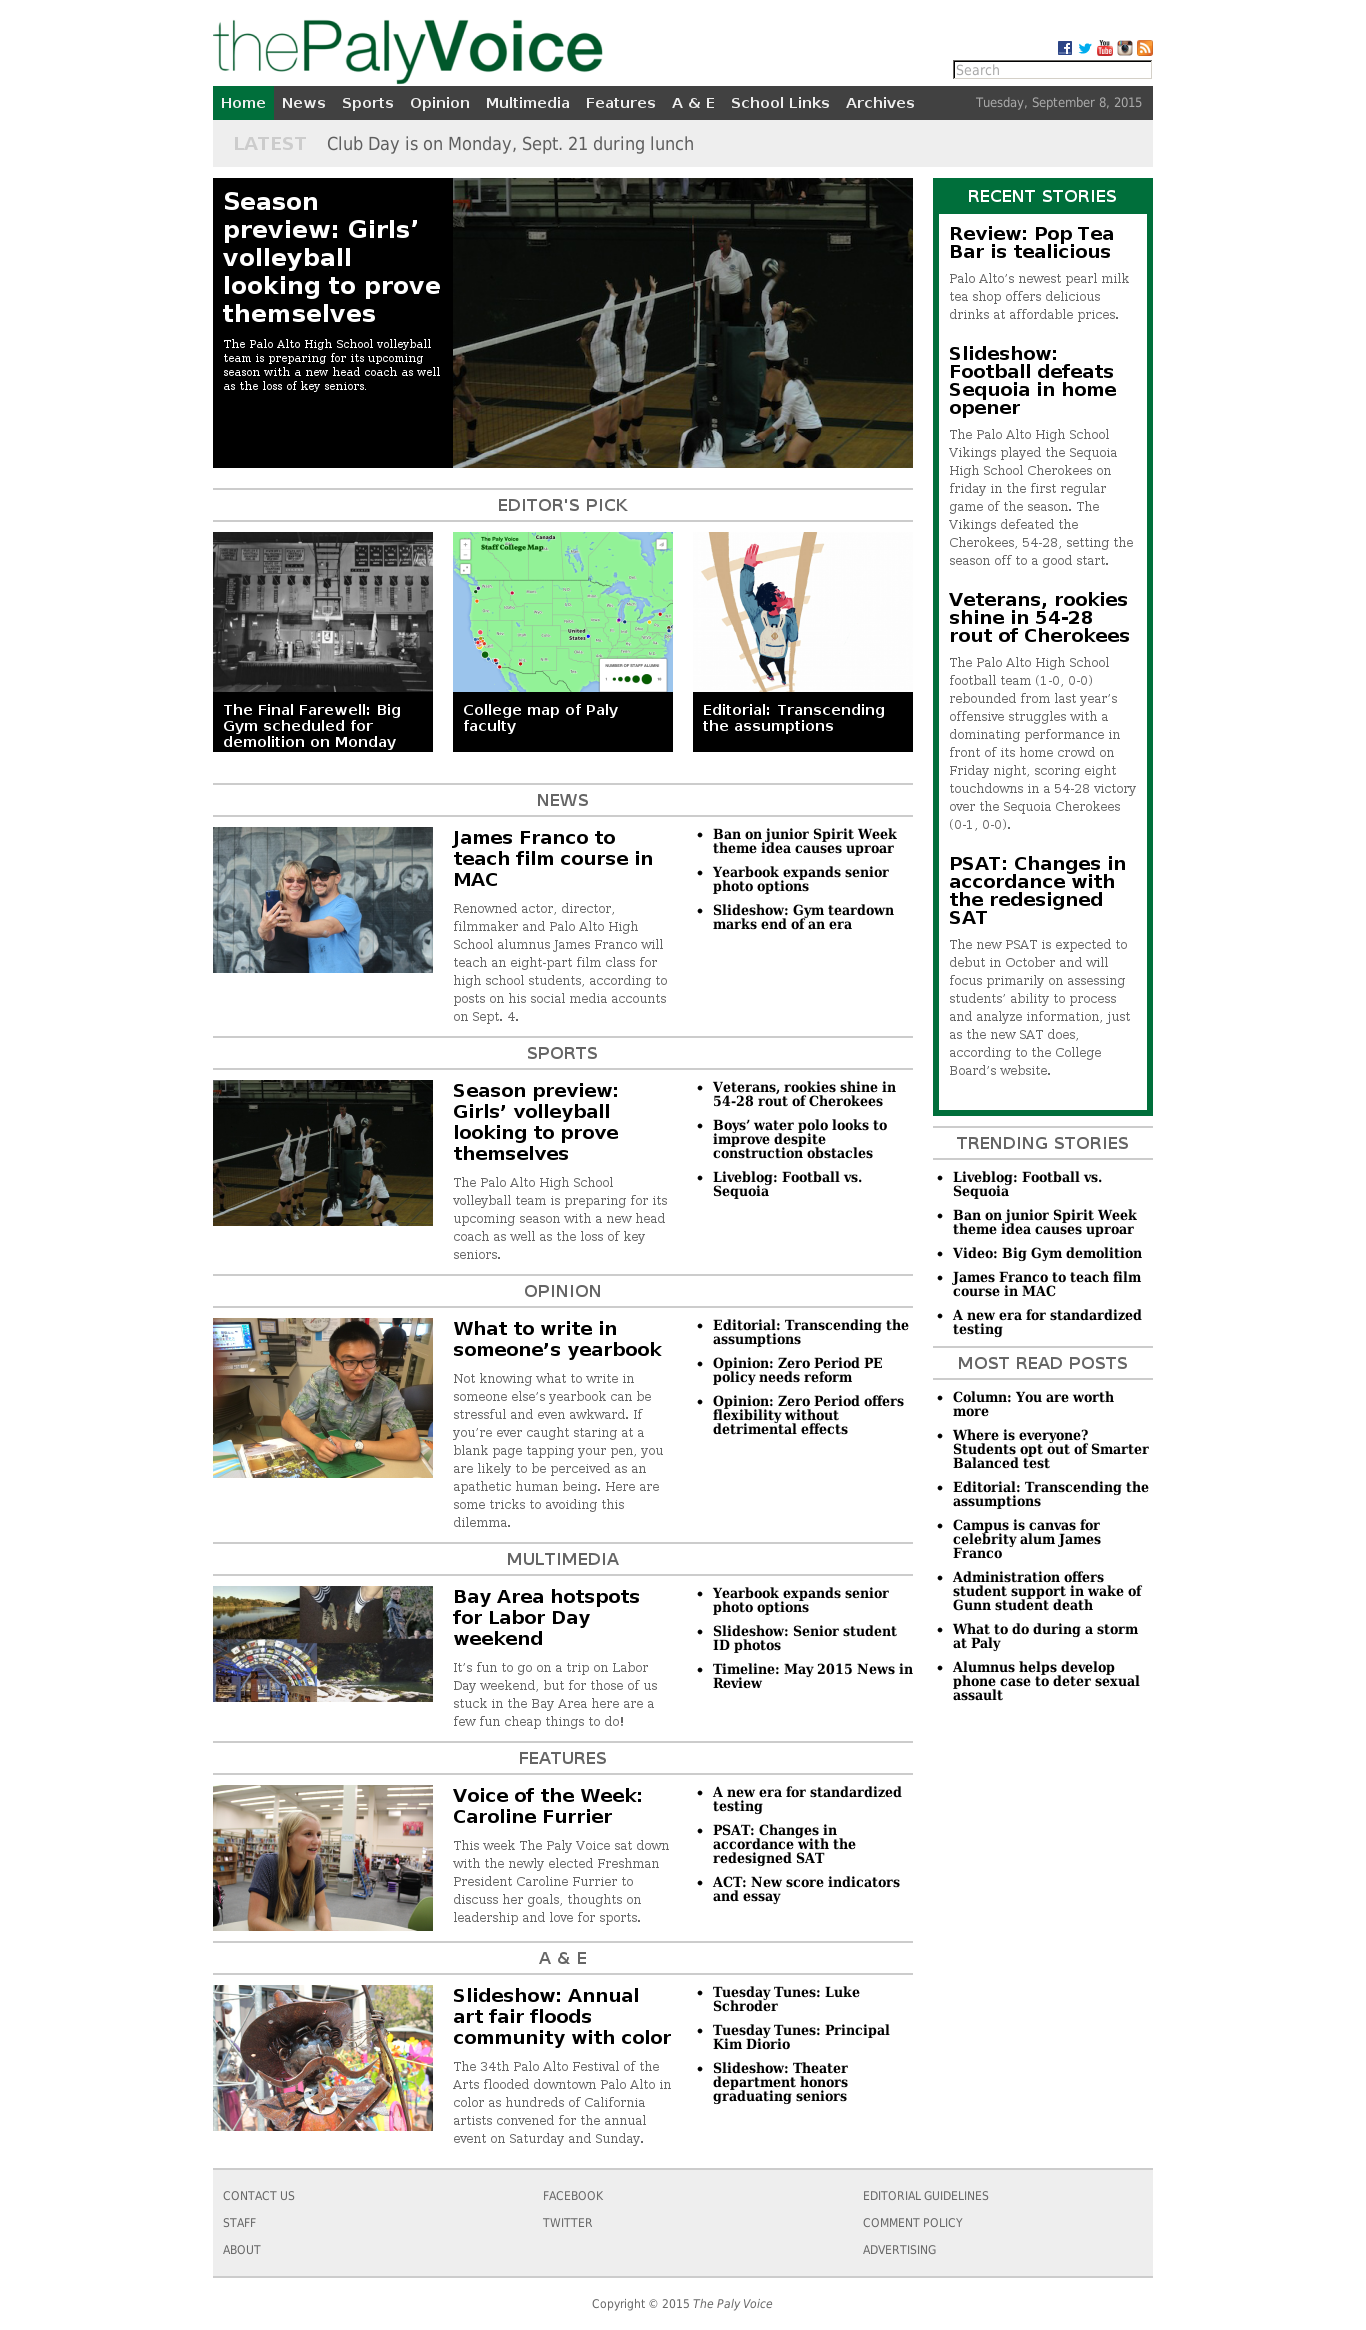 thePalyVoice
Search
Home News Sports Opinion Multimedia Features A & E School Links Archives Tuesday, September 8, 2015
LATEST Club Day is on Monday, Sept. 21 during lunch
Season
preview: Girls’
volleyball
looking to prove
themselves
The Palo Alto High School volleyball
team is preparing for its upcoming
season with a new head coach as well
as the loss of key seniors.
EDITOR'S PICK
The Paly Voice
Staff College Map
Canada
United
States
NUMBER OF STAFF ALUMNI
The Final Farewell: Big
Gym scheduled for
demolition on Monday
College map of Paly
faculty
Editorial: Transcending
the assumptions
NEWS
James Franco to
teach film course in
MAC
Renowned actor, director,
filmmaker and Palo Alto High
School alumnus James Franco will
teach an eight-part film class for
high school students, according to
posts on his social media accounts
on Sept. 4.
Ban on junior Spirit Week
theme idea causes uproar
Yearbook expands senior
photo options
Slideshow: Gym teardown
marks end of an era
SPORTS
Season preview:
Girls’ volleyball
looking to prove
themselves
The Palo Alto High School
volleyball team is preparing for its
upcoming season with a new head
coach as well as the loss of key
seniors.
Veterans, rookies shine in
54-28 rout of Cherokees
Boys’ water polo looks to
improve despite
construction obstacles
Liveblog: Football vs.
Sequoia
OPINION
What to write in
someone’s yearbook
Not knowing what to write in
someone else’s yearbook can be
stressful and even awkward. If
you’re ever caught staring at a
blank page tapping your pen, you
are likely to be perceived as an
apathetic human being. Here are
some tricks to avoiding this
dilemma.
Editorial: Transcending the
assumptions
Opinion: Zero Period PE
policy needs reform
Opinion: Zero Period offers
flexibility without
detrimental effects
MULTIMEDIA
Bay Area hotspots
for Labor Day
weekend
It’s fun to go on a trip on Labor
Day weekend, but for those of us
stuck in the Bay Area here are a
few fun cheap things to do!
Yearbook expands senior
photo options
Slideshow: Senior student
ID photos
Timeline: May 2015 News in
Review
FEATURES
Voice of the Week:
Caroline Furrier
This week The Paly Voice sat down
with the newly elected Freshman
President Caroline Furrier to
discuss her goals, thoughts on
leadership and love for sports.
A new era for standardized
testing
PSAT: Changes in
accordance with the
redesigned SAT
ACT: New score indicators
and essay
A & E
Slideshow: Annual
art fair floods
community with color
The 34th Palo Alto Festival of the
Arts flooded downtown Palo Alto in
color as hundreds of California
artists convened for the annual
event on Saturday and Sunday.
Tuesday Tunes: Luke
Schroder
Tuesday Tunes: Principal
Kim Diorio
Slideshow: Theater
department honors
graduating seniors
RECENT STORIES
Review: Pop Tea
Bar is tealicious
Palo Alto’s newest pearl milk
tea shop offers delicious
drinks at affordable prices.
Slideshow:
Football defeats
Sequoia in home
opener
The Palo Alto High School
Vikings played the Sequoia
High School Cherokees on
friday in the first regular
game of the season. The
Vikings defeated the
Cherokees, 54-28, setting the
season off to a good start.
Veterans, rookies
shine in 54-28
rout of Cherokees
The Palo Alto High School
football team (1-0, 0-0)
rebounded from last year’s
offensive struggles with a
dominating performance in
front of its home crowd on
Friday night, scoring eight
touchdowns in a 54-28 victory
over the Sequoia Cherokees
(0-1, 0-0).
PSAT: Changes in
accordance with
the redesigned
SAT
The new PSAT is expected to
debut in October and will
focus primarily on assessing
students’ ability to process
and analyze information, just
as the new SAT does,
according to the College
Board’s website.
TRENDING STORIES
Liveblog: Football vs.
Sequoia
Ban on junior Spirit Week
theme idea causes uproar
Video: Big Gym demolition
James Franco to teach film
course in MAC
A new era for standardized
testing
MOST READ POSTS
Column: You are worth
more
Where is everyone?
Students opt out of Smarter
Balanced test
Editorial: Transcending the
assumptions
Campus is canvas for
celebrity alum James
Franco
Administration offers
student support in wake of
Gunn student death
What to do during a storm
at Paly
Alumnus helps develop
phone case to deter sexual
assault
CONTACT US
STAFF
ABOUT
FACEBOOK
TWITTER
EDITORIAL GUIDELINES
COMMENT POLICY
ADVERTISING
Copyright © 2015 The Paly Voice